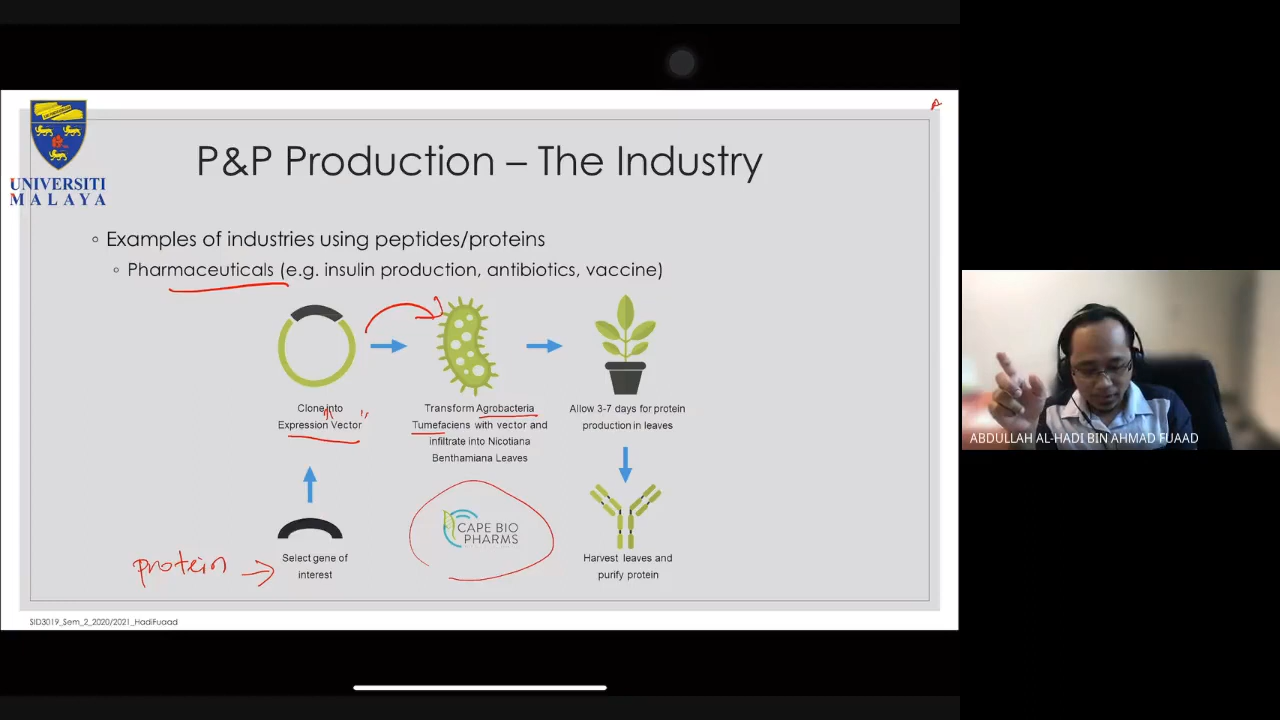 UNIVERSITI
MALAYA
P&P Production – The Industry
Examples of industries using peptides/proteins
Pharmaceuticals (e.g. insulin production, antibiotics, vaccine)
Clone into
Expression Vector
Transform Agrobacteria
Tumefaciens with vector and
infiltrate into Nicotiana
Benthamiana Leaves
Allow 3-7 days for protein
production in leaves
protein
Select gene of
interest
CAPE BIO
PHARMS
Harvest leaves and
purify protein
SID3019_Sem_2_2020/2021_HadiFuaad
ABDULLAH AL-HADI BIN AHMAD FUAAD